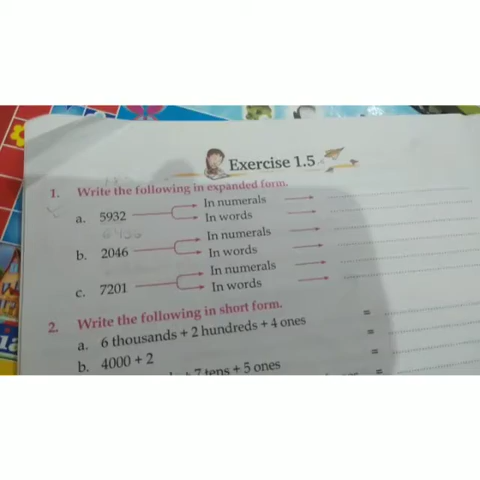 Exercise 1.5
1. Write the following in expanded form.
a. 5932 In numerals
In words
b. 2046 In numerals
In words
c. 7201 In numerals
In words
2. Write the following in short form.
a. 6 thousands + 2 hundreds + 4 ones =
b. 4000 + 2 =
7 tens + 5 ones =
=